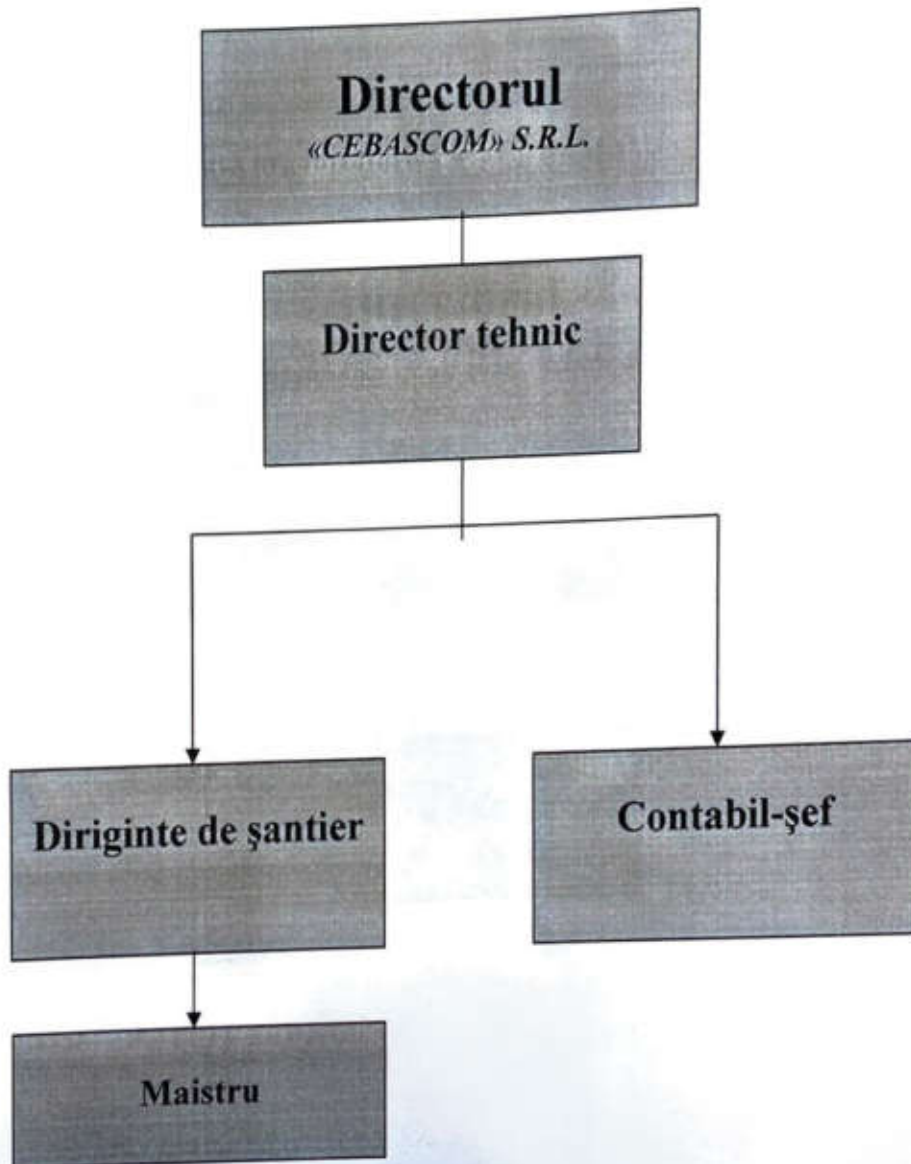 Directorul
«CEBASCOM» S.R.L.
Director tehnic
Diriginte de şantier
Contabil-şef
Maistru